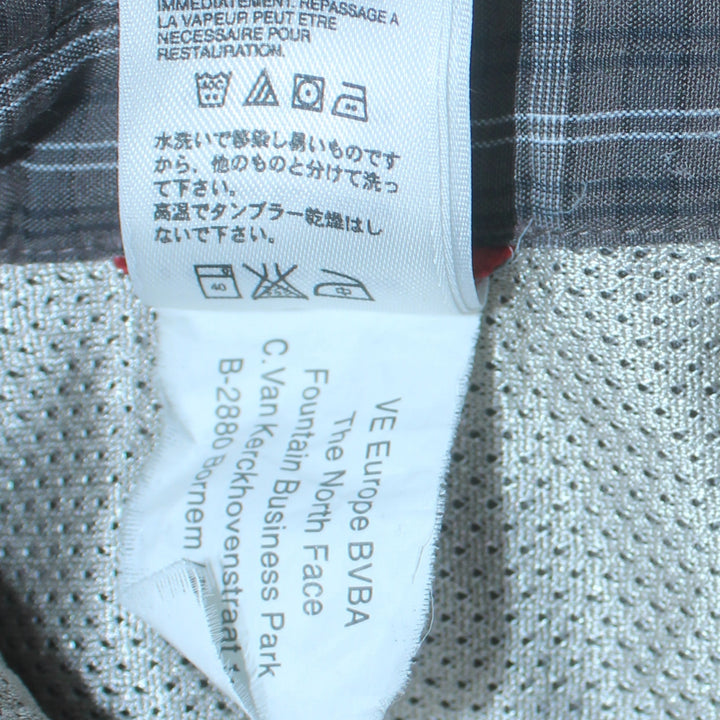 IMMEDIATEMENT. REPASSAGE A
LA VAPEUR PEUT ETRE
NECESSAIRE POUR
RESTAURATION.
水洗いで移染し易いものです
から、他のものと分けて洗っ
て下さい。
高温でタンブラー乾燥はし
ないで下さい。
40
中
VF Europe BVBA
The North Face
Fountain Business Park
C. Van Kerckhovenstraat
B-2880 Bornem